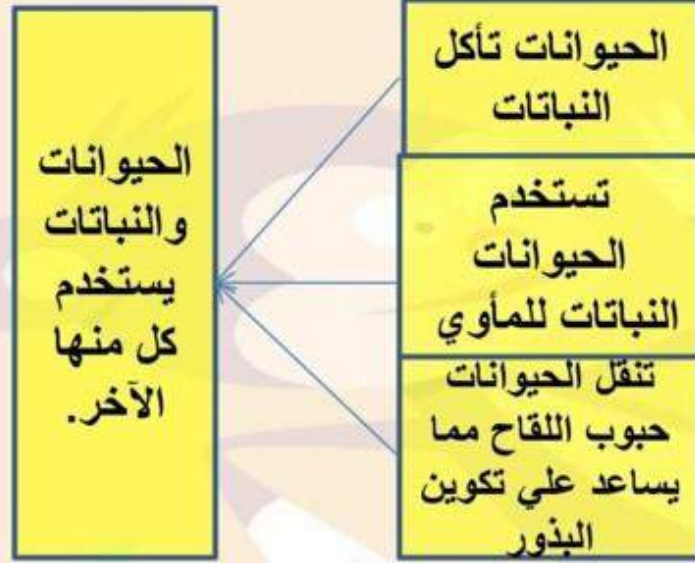 الحيوانات تأكل
النباتات
تستخدم
الحيوانات
النباتات للمأوي
تنقل الحيوانات
حبوب اللقاح مما
يساعد علي تكوين
البذور
الحيوانات
والنباتات
يستخدم
كل منها
الآخر.